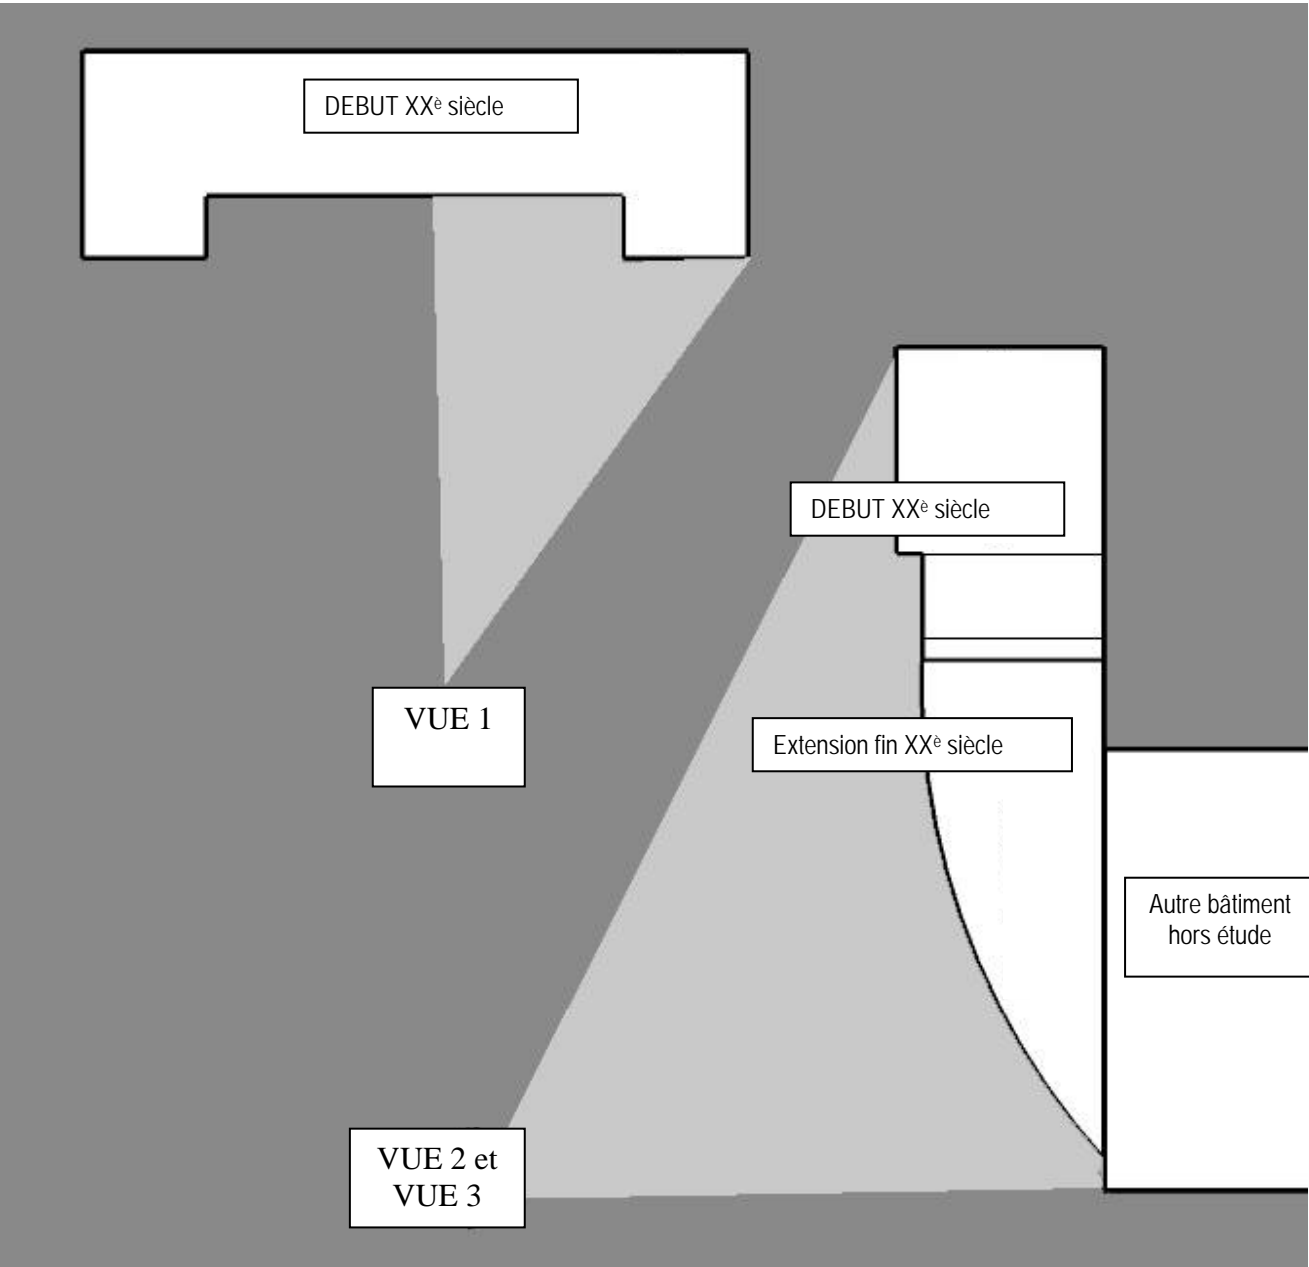 DEBUT XXè siècle
DEBUT XXè siècle
VUE 1
Extension fin XXè siècle
Autre bâtiment
hors étude
VUE 2 et
VUE 3